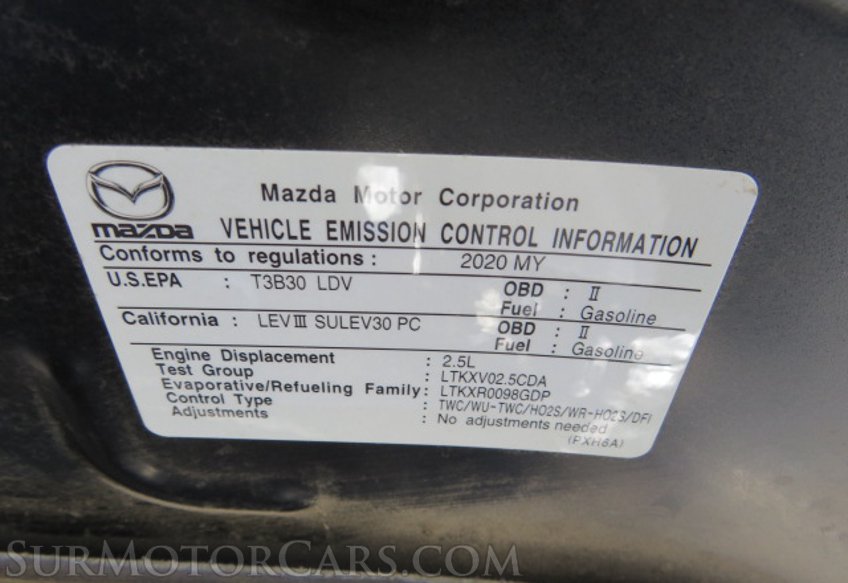 mazda
Mazda Motor Corporation
VEHICLE EMISSION CONTROL INFORMATION
Conforms to regulations : 2020 MY
U.S.EPA : T3B30 LDV OBD : II
Fuel : Gasoline
California : LEV III SULEV30 PC OBD : II
Fuel : Gasoline
Engine Displacement : 2.5L
Test Group : LTKXV02.5CDA
Evaporative/Refueling Family: LTKXR0098GDP
Control Type : TWC/WU-TWC/HO2S/WR-HO2S/DFI
Adjustments : No adjustments needed
(PXH6A)
SurMotorCars.com